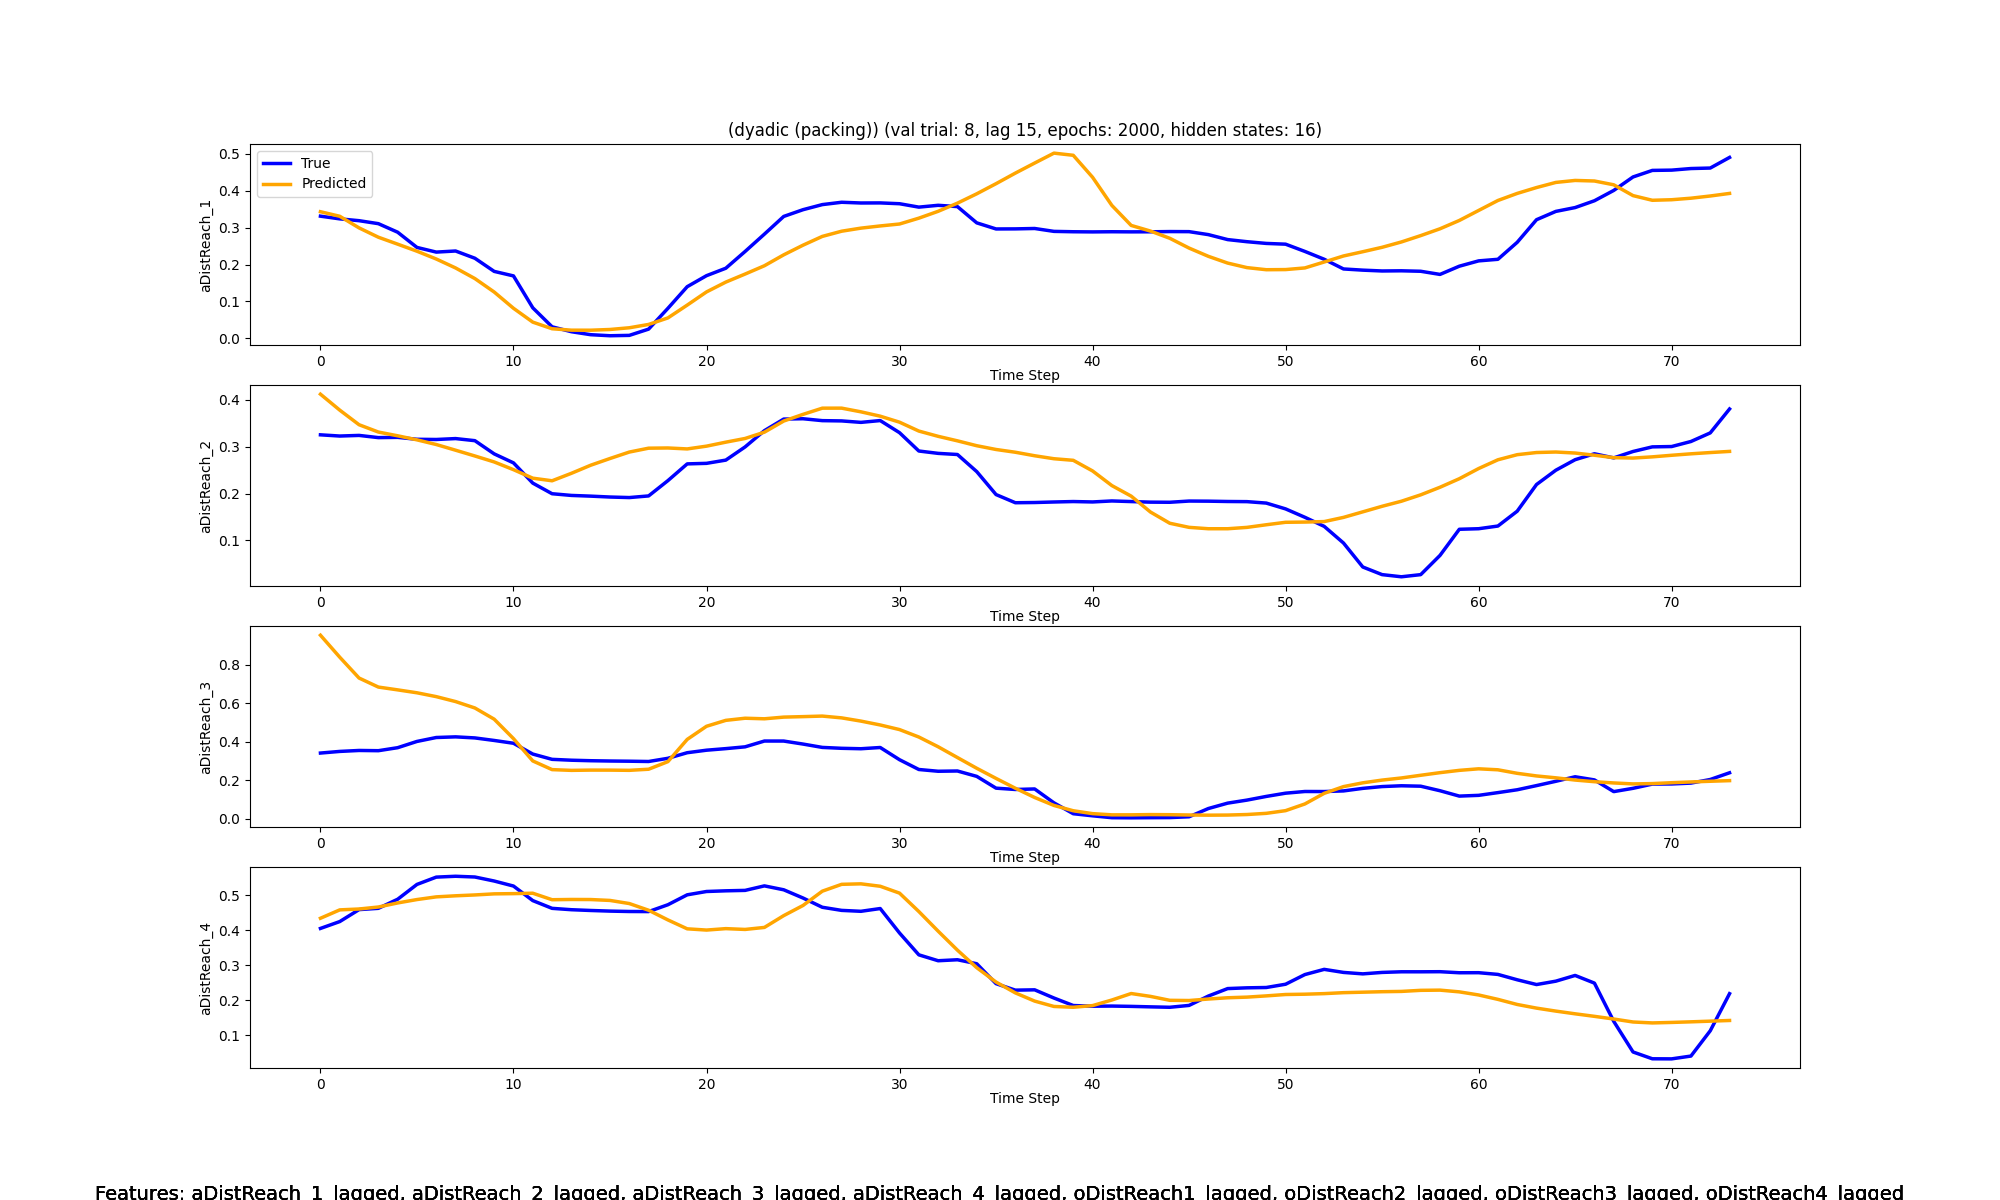 (dyadic (packing)) (val trial: 8, lag 15, epochs: 2000, hidden states: 16)
True
Predicted
aDistReach_1
0.5
0.4
0.3
0.2
0.1
0.0
0 10 20 30 40 50 60 70
Time Step
aDistReach_2
0.4
0.3
0.2
0.1
0 10 20 30 40 50 60 70
Time Step
aDistReach_3
0.8
0.6
0.4
0.2
0.0
0 10 20 30 40 50 60 70
Time Step
aDistReach_4
0.5
0.4
0.3
0.2
0.1
0 10 20 30 40 50 60 70
Time Step
Features: aDistReach_1_lagged, aDistReach_2_lagged, aDistReach_3_lagged, aDistReach_4_lagged, oDistReach1_lagged, oDistReach2_lagged, oDistReach3_lagged, oDistReach4_lagged